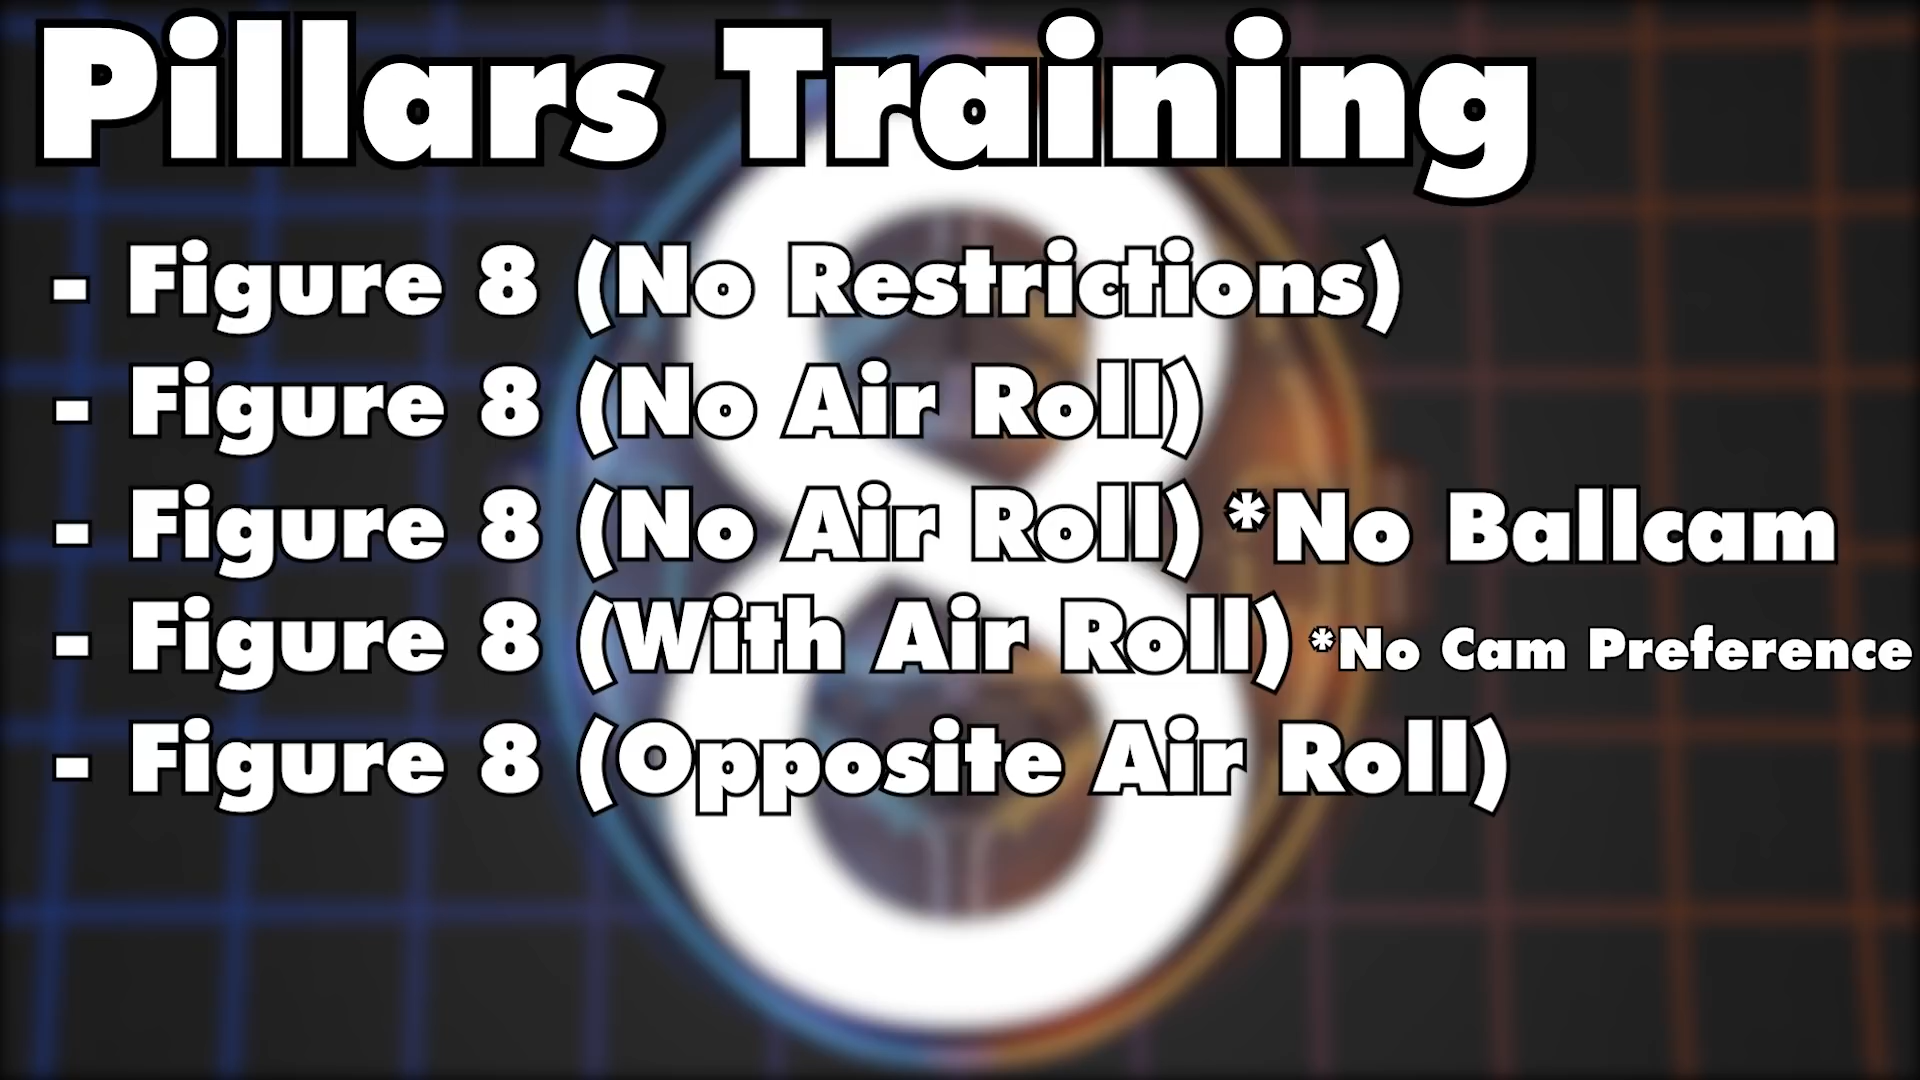 Pillars Training
- Figure 8 (No Restrictions)
- Figure 8 (No Air Roll)
- Figure 8 (No Air Roll) *No Ballcam
- Figure 8 (With Air Roll) *No Cam Preference
- Figure 8 (Opposite Air Roll)
8